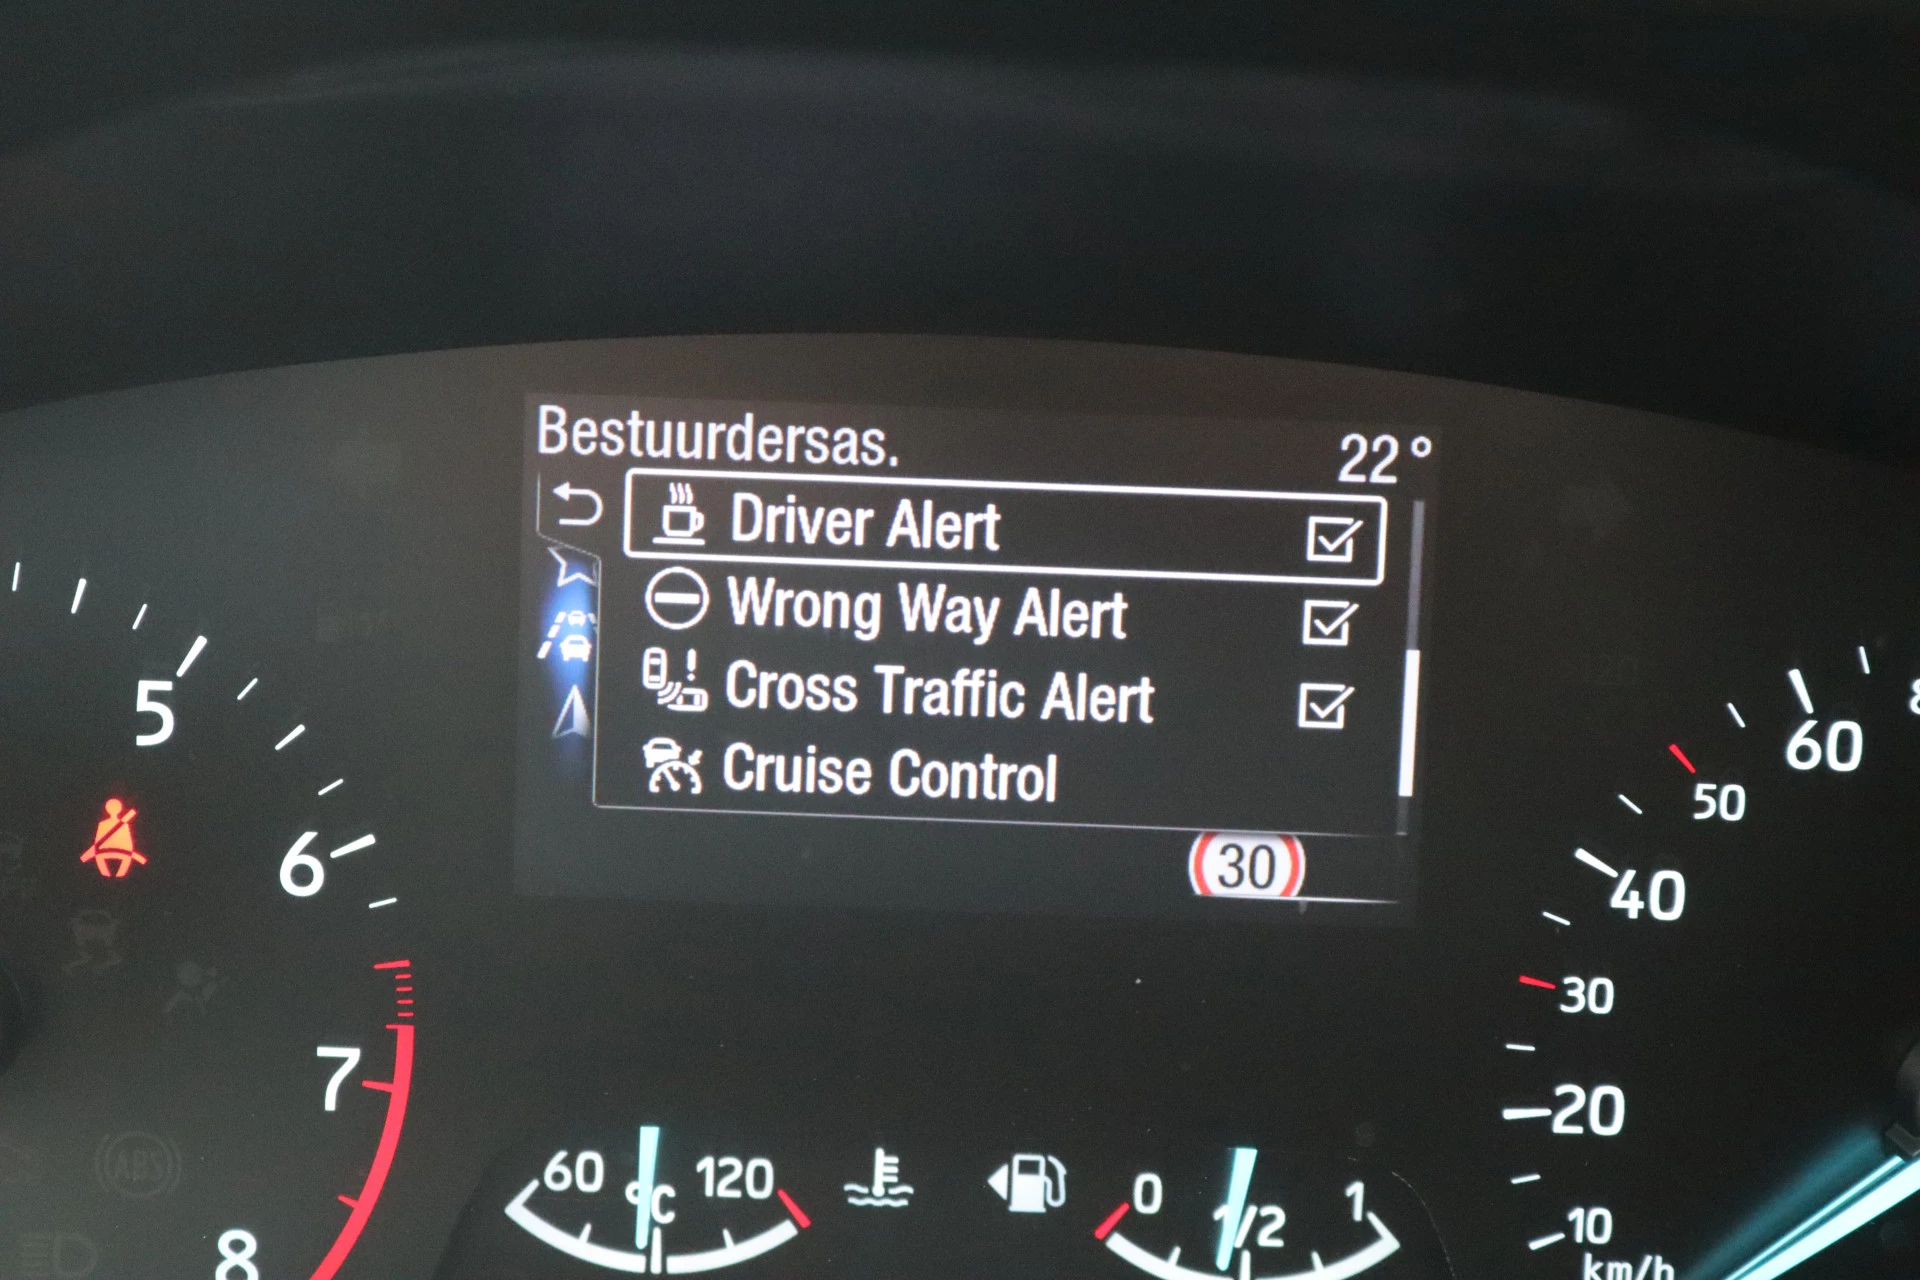 Bestuurdersas. 22°
Driver Alert
Wrong Way Alert
Cross Traffic Alert
Cruise Control
30
5
6
7
8
60
50
40
30
20
10
km/h
60 °C 120
0 1/2 1
ABS